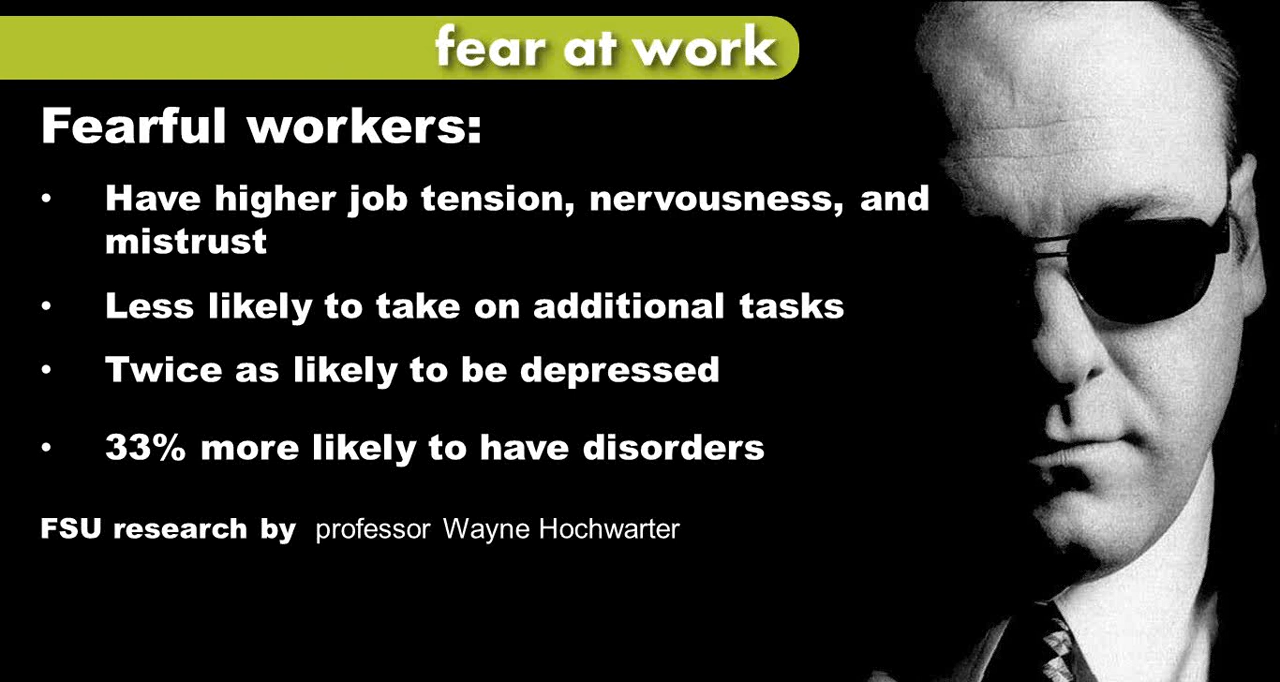 fear at work
Fearful workers:
• Have higher job tension, nervousness, and
mistrust
• Less likely to take on additional tasks
• Twice as likely to be depressed
• 33% more likely to have disorders
FSU research by professor Wayne Hochwarter